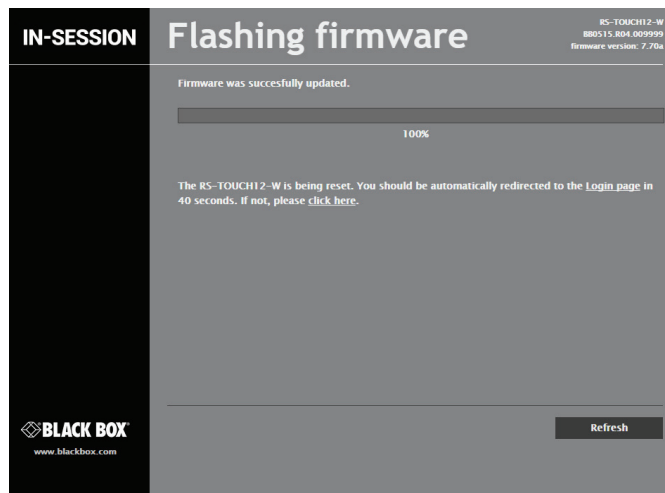 IN-SESSION
Flashing firmware
RS-TOUCH12-W
880515.R04.009999
firmware version: 7.70a
Firmware was succesfully updated.
100%
The RS-TOUCH12-W is being reset. You should be automatically redirected to the Login page in
40 seconds. If not, please click here.
BLACK BOX®
www.blackbox.com
Refresh